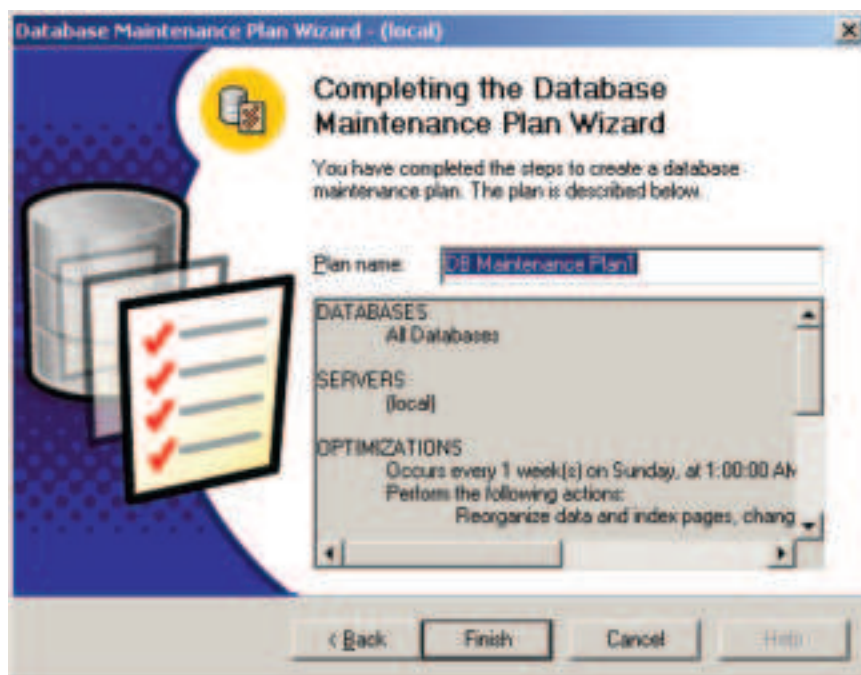 Database Maintenance Plan Wizard - (local)
Completing the Database
Maintenance Plan Wizard
You have completed the steps to create a database
maintenance plan. The plan is described below.
Plan name:
DB Maintenance Plan1
DATABASES
All Databases
SERVERS
(local)
OPTIMIZATIONS
Occurs every 1 week(s) on Sunday, at 1:00:00 AM
Perform the following actions:
Reorganize data and index pages, chang
< Back
Finish
Cancel
Help